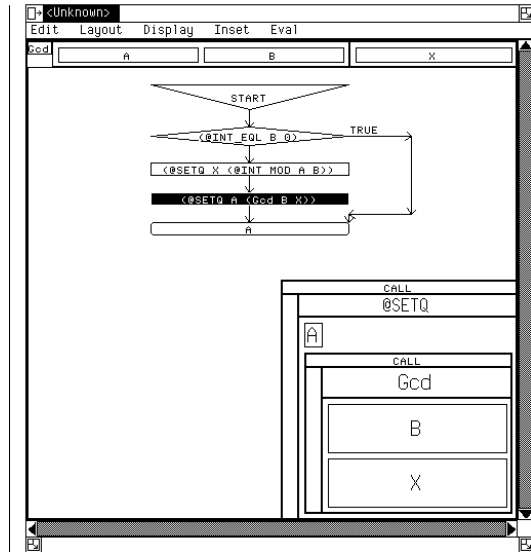 <Unknown>
Edit Layout Display Inset Eval
Gcd A B X
START
(@INT_EQL B 0) TRUE
(@SETQ X (@INT_MOD A B))
(@SETQ A (Gcd B X))
A
CALL
@SETQ
A
CALL
Gcd
B
X